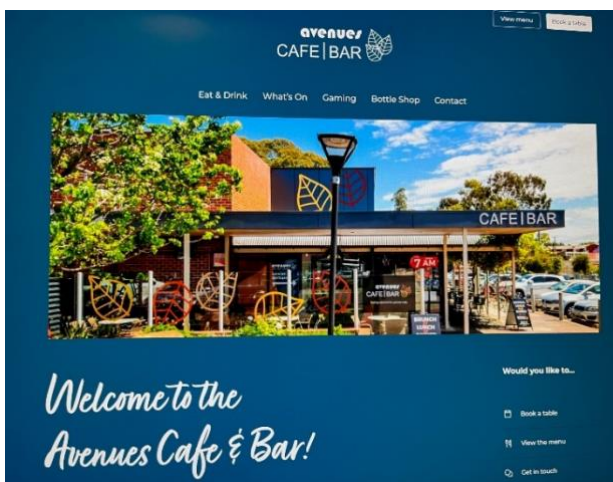 View menu
Book a table
avenues
CAFE|BAR
Eat & Drink What's On Gaming Bottle Shop Contact
CAFE|BAR
7AM
avenues
CAFE|BAR
BRUNCH
LUNCH
Welcome to the
Avenues Cafe & Bar!
Would you like to...
Book a table
View the menu
Get in touch